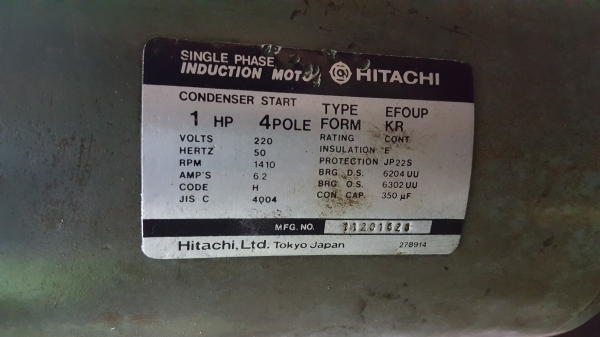 SINGLE PHASE
INDUCTION MOTO HITACHI
CONDENSER START
1 HP 4 POLE
VOLTS 220
HERTZ 50
RPM 1410
AMP'S 6.2
CODE H
JIS C 4004
TYPE EFOUP
FORM KR
RATING CONT
INSULATION E
PROTECTION JP22S
BRG D.S. 6204UU
BRG O.S. 6302UU
CON. CAP. 350 µF
MFG. NO.
Hitachi, Ltd. Tokyo Japan 278914